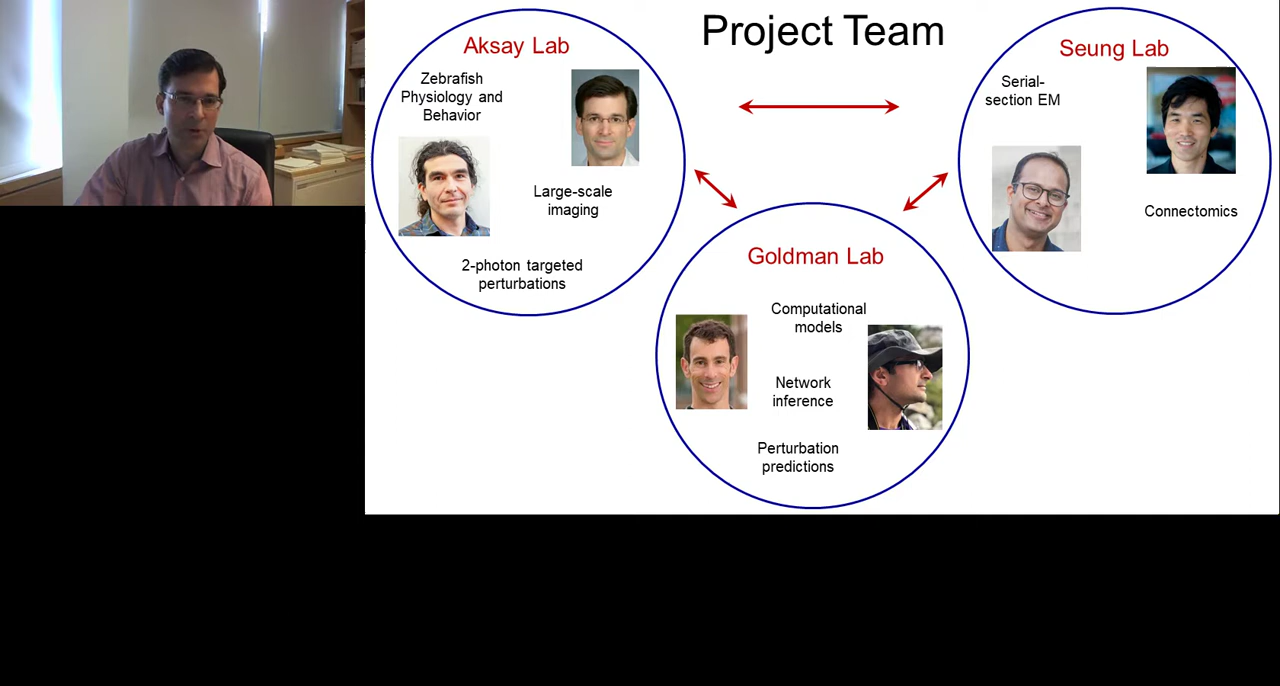 Project Team
Aksay Lab
Zebrafish
Physiology and
Behavior
Large-scale
imaging
2-photon targeted
perturbations
Seung Lab
Serial-
section EM
Connectomics
Goldman Lab
Computational
models
Network
inference
Perturbation
predictions